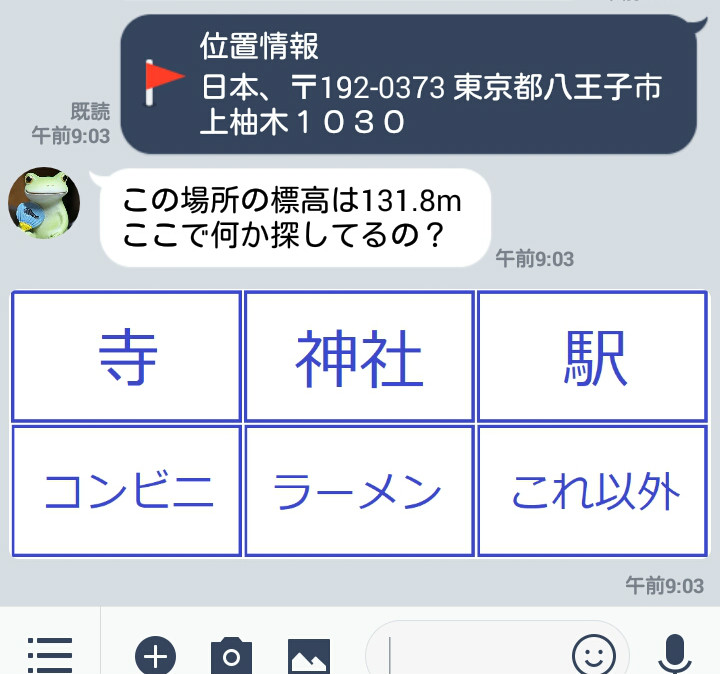 位置情報
日本、〒192-0373 東京都八王子市
上柚木１０３０
既読
午前9:03
この場所の標高は131.8m
ここで何か探してるの？
午前9:03
寺 神社 駅
コンビニ ラーメン これ以外
午前9:03